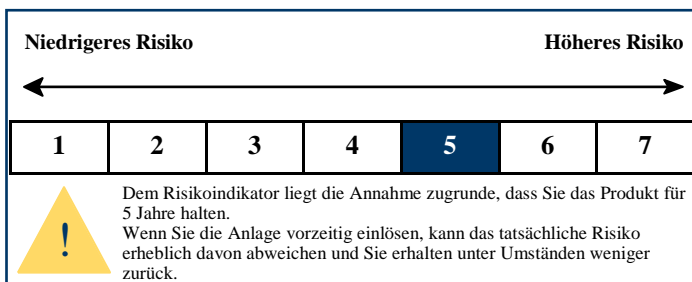 Niedrigeres Risiko Höheres Risiko
1 2 3 4 5 6 7
Dem Risikoindikator liegt die Annahme zugrunde, dass Sie das Produkt für
5 Jahre halten.
Wenn Sie die Anlage vorzeitig einlösen, kann das tatsächliche Risiko
erheblich davon abweichen und Sie erhalten unter Umständen weniger
zurück.
!